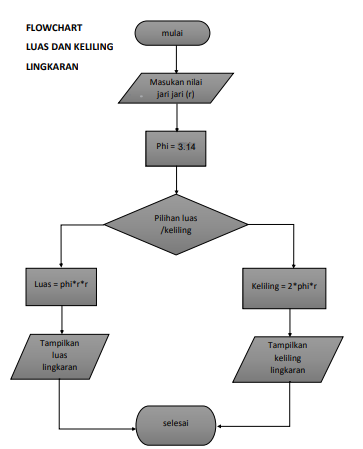 FLOWCHART
LUAS DAN KELILING
LINGKARAN
mulai
Masukan nilai
jari jari (r)
Phi = 3.14
Pilihan luas
/keliling
Luas = phi*r*r
Keliling = 2*phi*r
Tampilkan
luas
lingkaran
Tampilkan
keliling
lingkaran
selesai